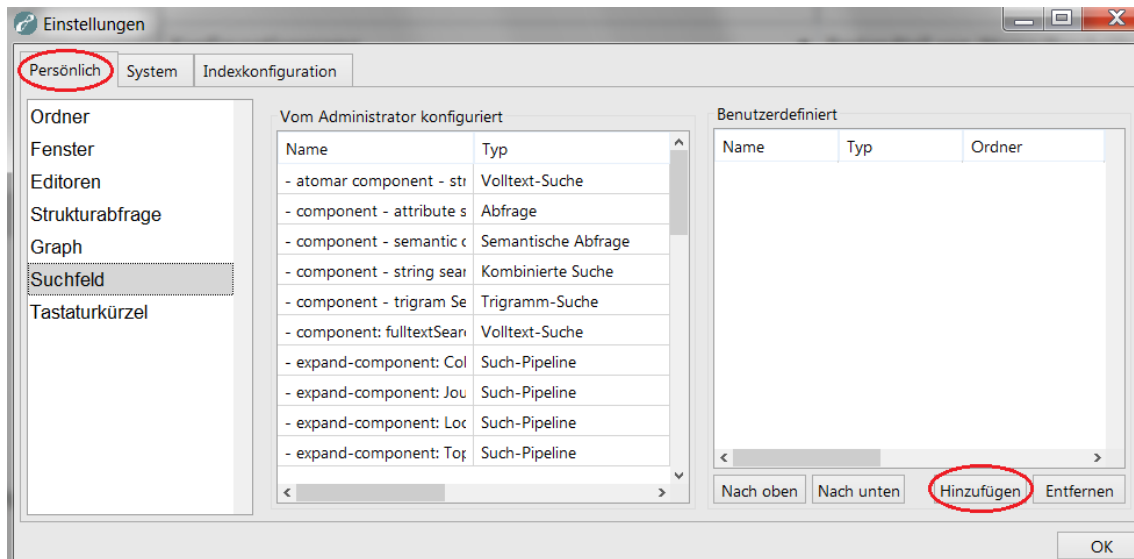 Einstellungen
Persönlich System Indexkonfiguration
Ordner
Fenster
Editoren
Strukturabfrage
Graph
Suchfeld
Tastaturkürzel
Vom Administrator konfiguriert
Name Typ
- atomar component - str Volltext-Suche
- component - attribute s Abfrage
- component - semantic c Semantische Abfrage
- component - string sear Kombinierte Suche
- component - trigram Se Trigramm-Suche
- component: fulltextSear Volltext-Suche
- expand-component: Col Such-Pipeline
- expand-component: Jou Such-Pipeline
- expand-component: Loc Such-Pipeline
- expand-component: Top Such-Pipeline
Benutzerdefiniert
Name Typ Ordner
Nach oben Nach unten Hinzufügen Entfernen
OK